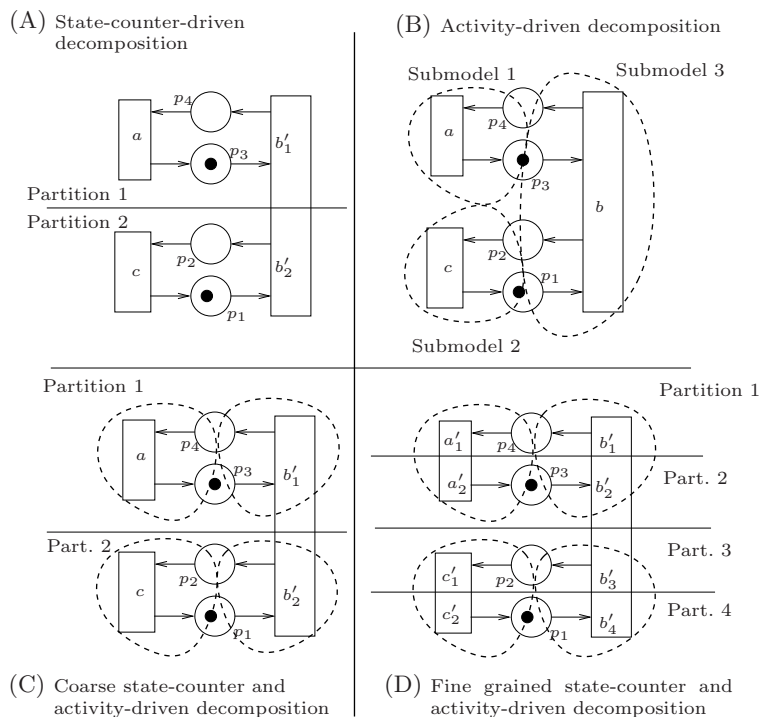 (A) State-counter-driven
decomposition
p₄
a
p₃
b′₁
Partition 1
Partition 2
p₂
c
b′₂
p₁
(B) Activity-driven decomposition
Submodel 1
Submodel 3
p₄
a
p₃
b
p₂
c
p₁
Submodel 2
Partition 1
p₄
a
p₃
b′₁
Part. 2
p₂
c
b′₂
p₁
(C) Coarse state-counter and
activity-driven decomposition
Partition 1
a′₁
p₄
b′₁
p₃
Part. 2
a′₂
b′₂
Part. 3
c′₁
p₂
b′₃
Part. 4
c′₂
p₁
b′₄
(D) Fine grained state-counter and
activity-driven decomposition